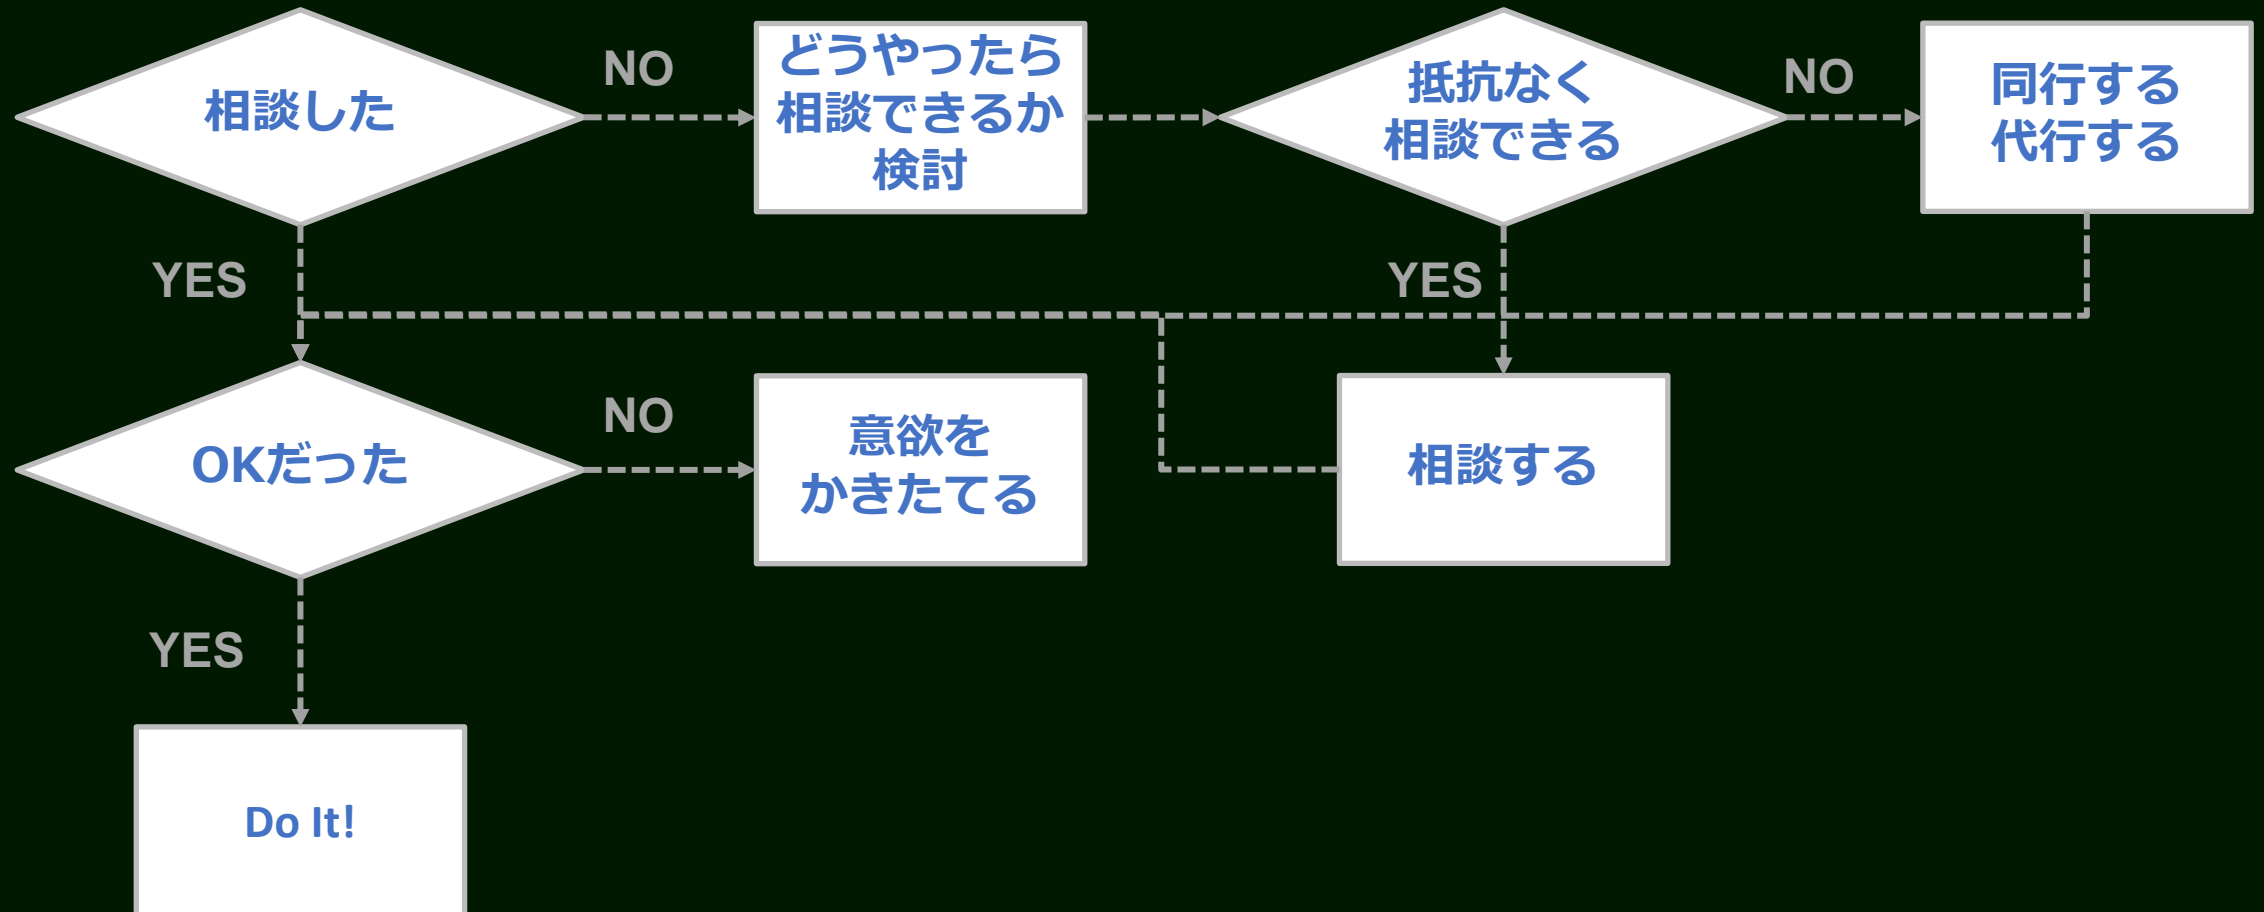 相談した
NO
どうやったら
相談できるか
検討
抵抗なく
相談できる
NO
同行する
代行する
YES
YES
OKだった
NO
意欲を
かきたてる
相談する
YES
Do It!